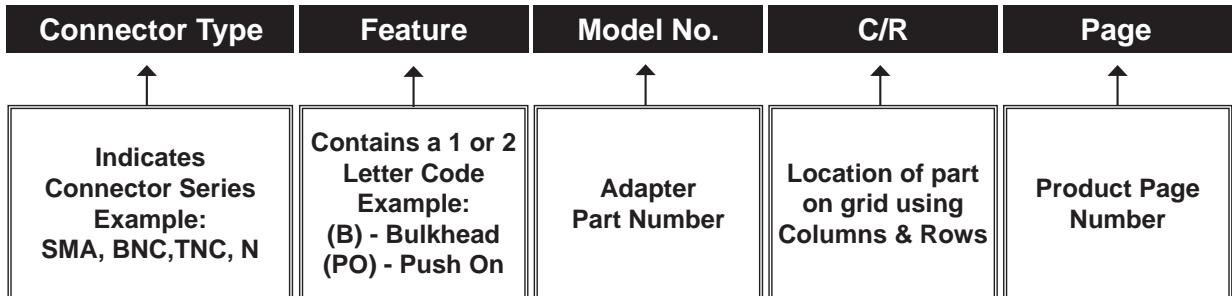 Connector Type
Feature
Model No.
C/R
Page
Indicates
Connector Series
Example:
SMA, BNC,TNC, N
Contains a 1 or 2
Letter Code
Example:
(B) - Bulkhead
(PO) - Push On
Adapter
Part Number
Location of part
on grid using
Columns & Rows
Product Page
Number